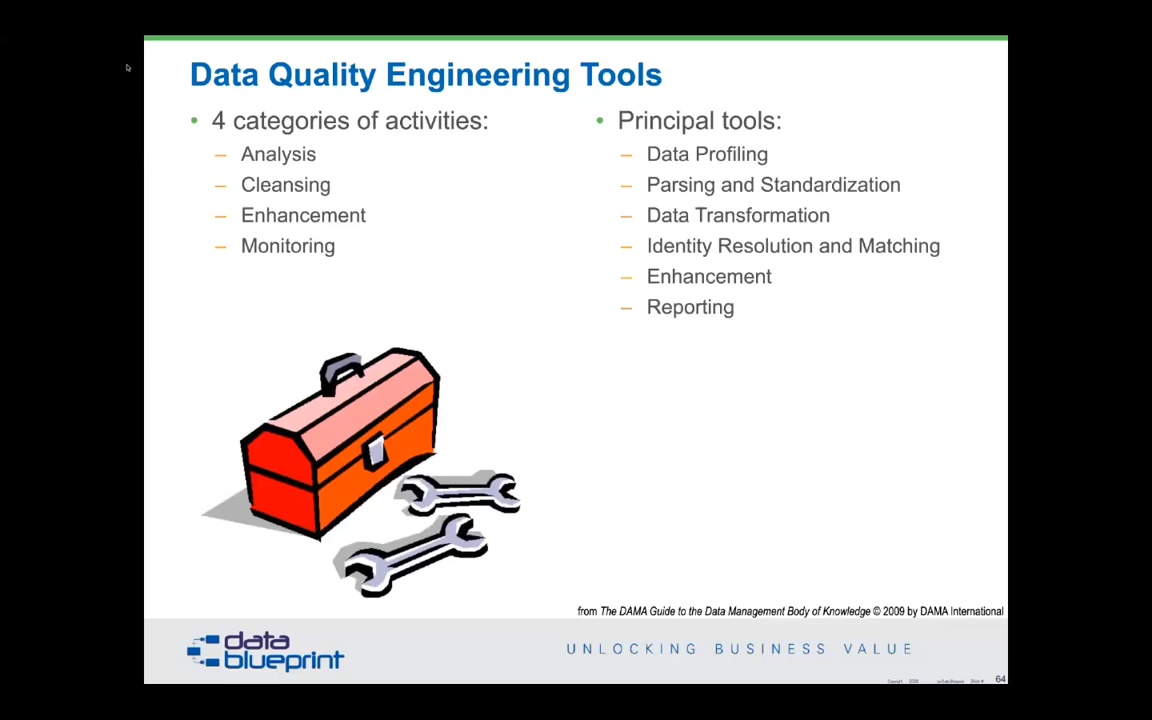 Data Quality Engineering Tools
• 4 categories of activities:
– Analysis
– Cleansing
– Enhancement
– Monitoring
• Principal tools:
– Data Profiling
– Parsing and Standardization
– Data Transformation
– Identity Resolution and Matching
– Enhancement
– Reporting
from The DAMA Guide to the Data Management Body of Knowledge © 2009 by DAMA International
data
blueprint
UNLOCKING BUSINESS VALUE
64